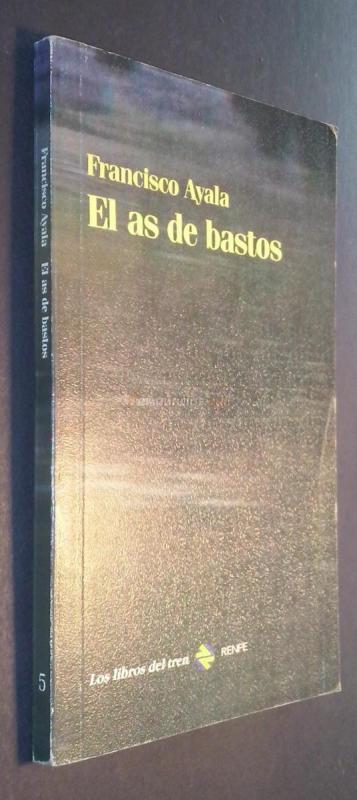 Francisco Ayala
El as de bastos
Los libros del tren
RENFE
Francisco Ayala El as de bastos
5